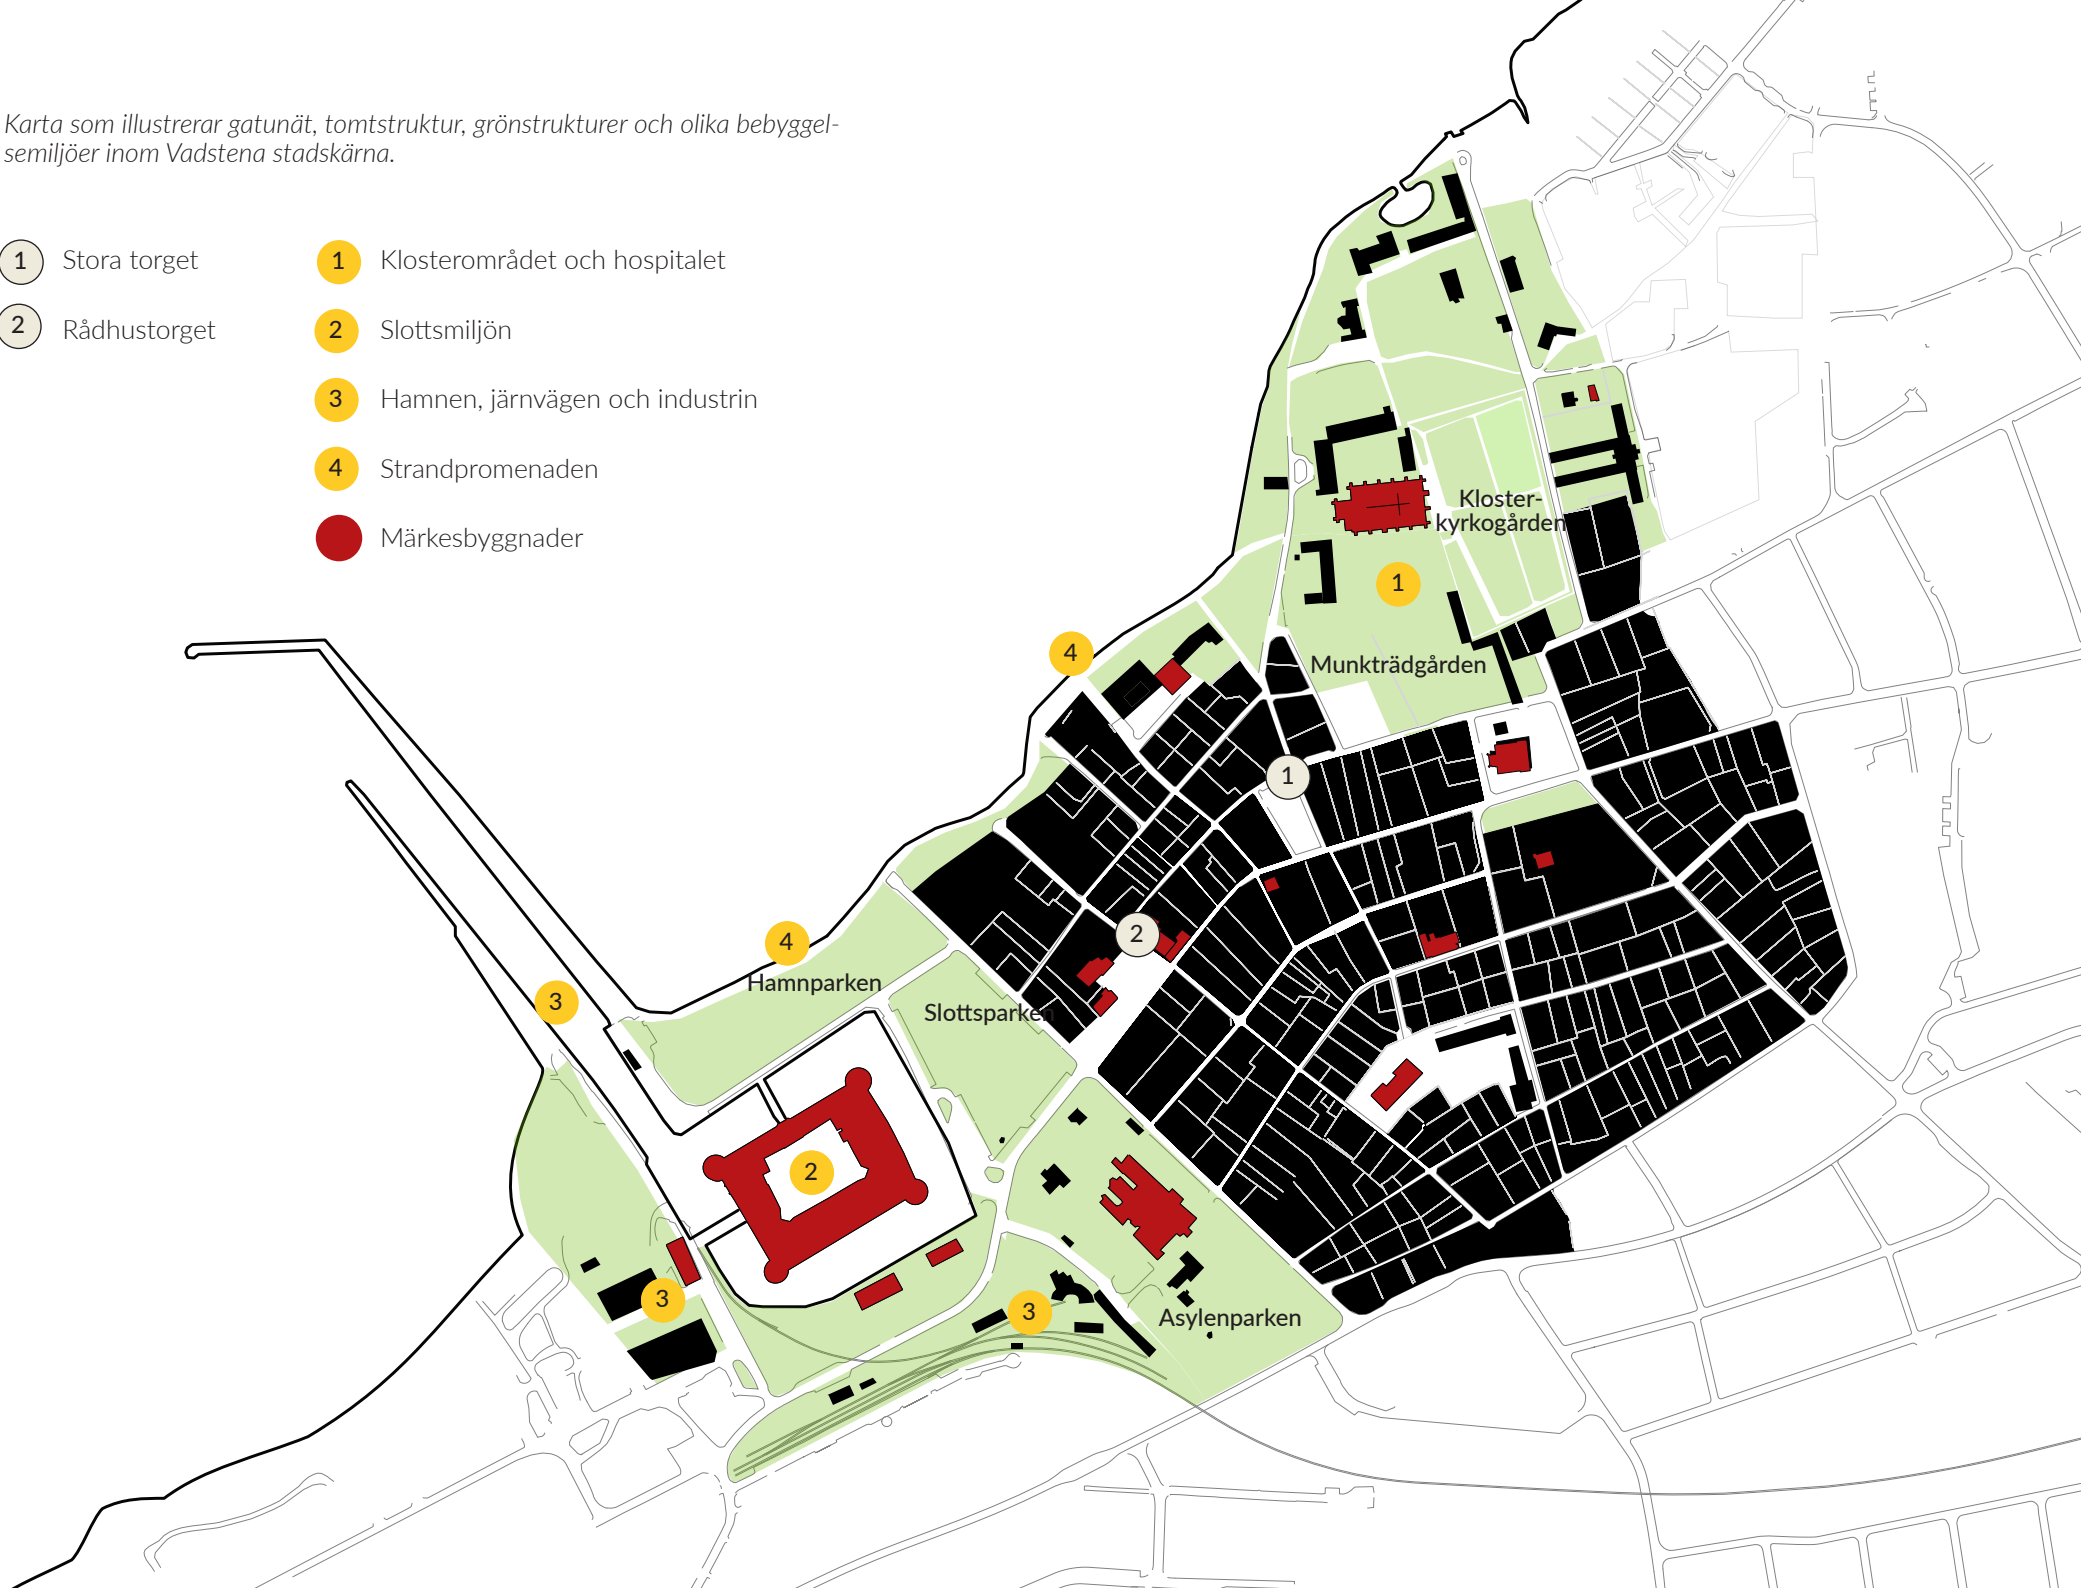 Karta som illustrerar gatunät, tomtstruktur, grönstrukturer och olika bebyggel-
semiljöer inom Vadstena stadskärna.
1 Stora torget
2 Rådhustorget
1 Klosterområdet och hospitalet
2 Slottsmiljön
3 Hamnen, järnvägen och industrin
4 Strandpromenaden
Märkesbyggnader
Kloster-
kyrkogården
1
4
Munkträdgården
1
2
4
Hamnparken
3
Slottsparken
2
3
3
Asylenparken